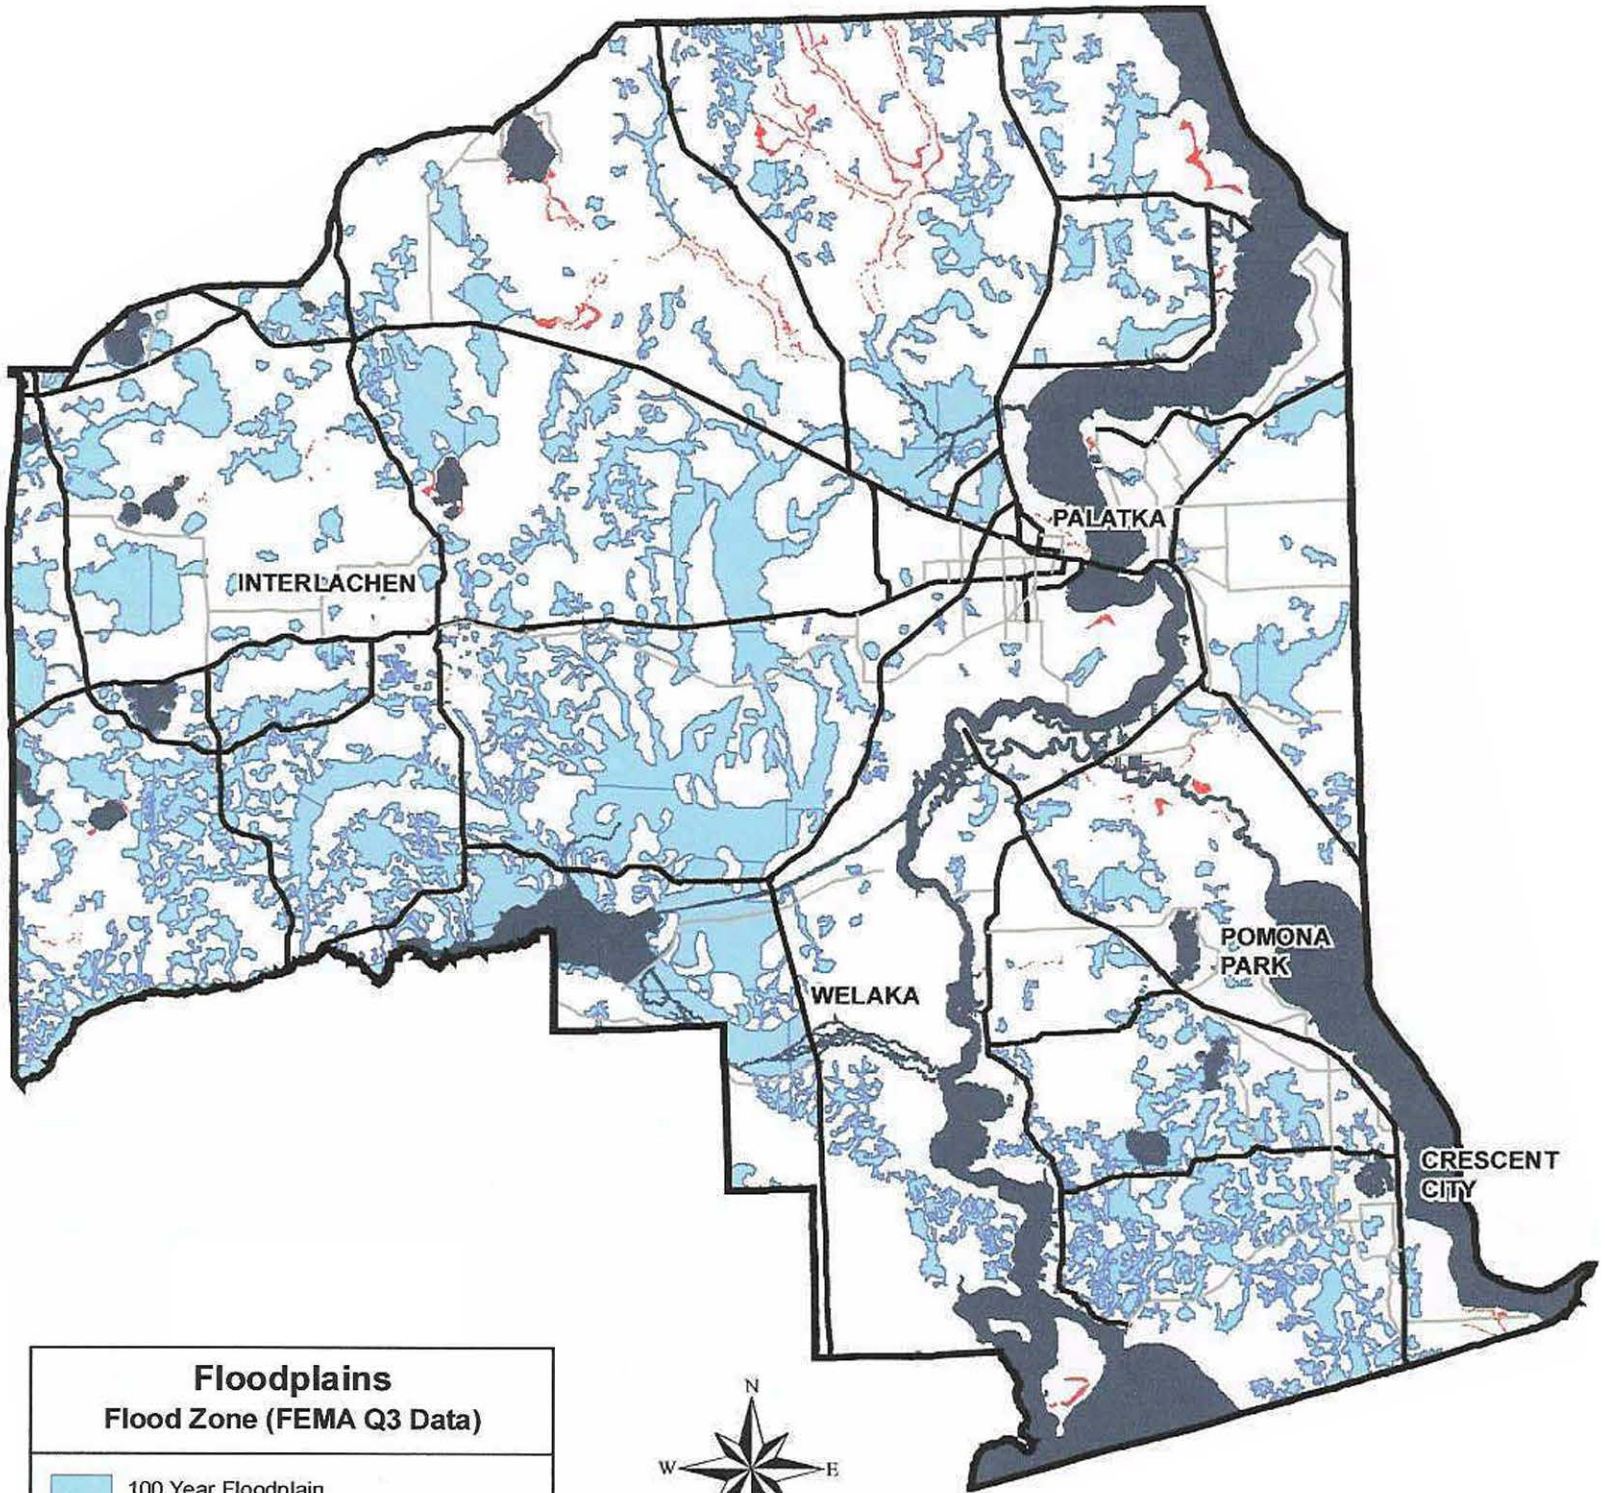 PALATKA
INTERLACHEN
POMONA
PARK
WELAKA
CRESCENT
CITY
Floodplains
Flood Zone (FEMA Q3 Data)
100 Year Floodplain
N
W
E